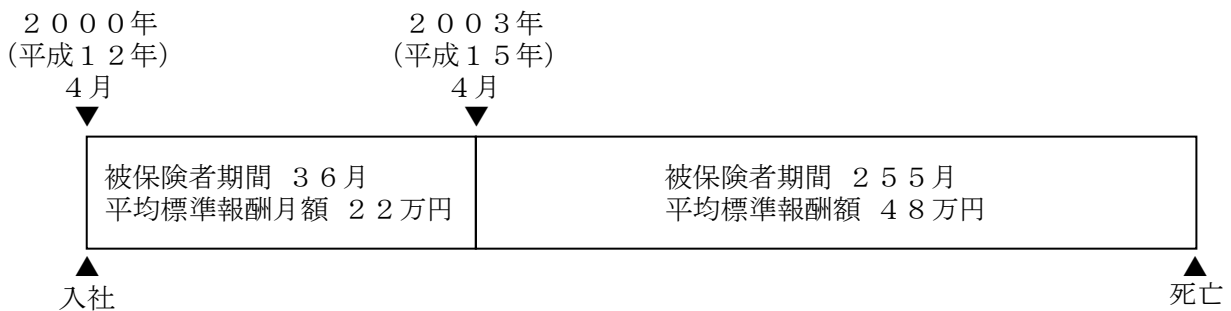 ２０００年
(平成１２年)
４月
▼
２００３年
(平成１５年)
４月
▼
被保険者期間 ３６月
平均標準報酬月額 ２２万円
被保険者期間 ２５５月
平均標準報酬額 ４８万円
▲
入社
▲
死亡